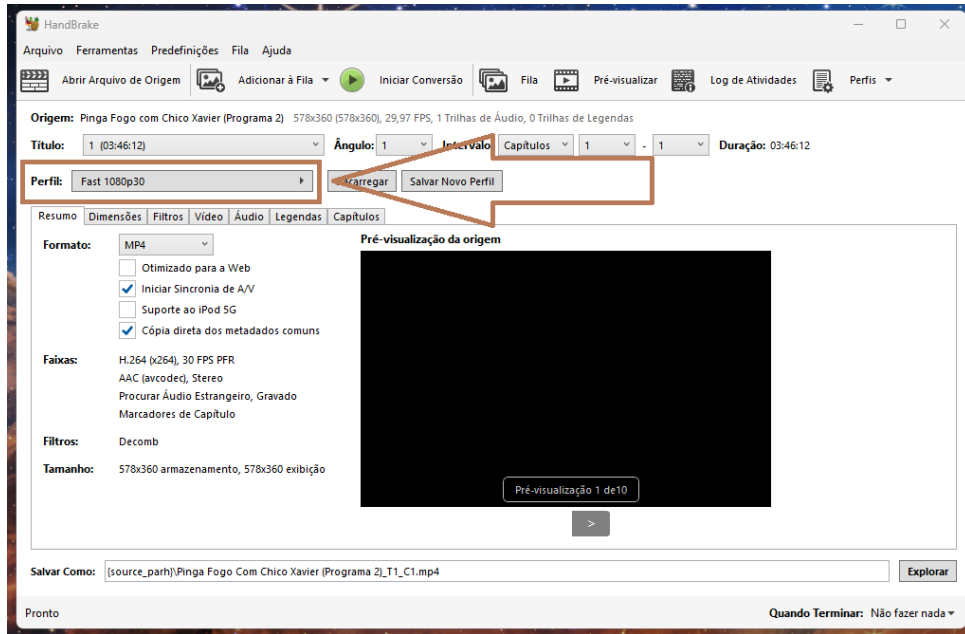 HandBrake
Arquivo Ferramentas Predefinições Fila Ajuda
Abrir Arquivo de Origem Adicionar à Fila Iniciar Conversão Fila Pré-visualizar Log de Atividades Perfis
Origem: Pinga Fogo com Chico Xavier (Programa 2) 578x360 (578x360), 29,97 FPS, 1 Trilhas de Áudio, 0 Trilhas de Legendas
Título: 1 (03:46:12) Ângulo: 1 Intervalo: Capítulos 1 - 1 Duração: 03:46:12
Perfil: Fast 1080p30 Salvar Novo Perfil
Resumo Dimensões Filtros Vídeo Áudio Legendas Capítulos
Formato: MP4 Pré-visualização da origem
Otimizado para a Web
Iniciar Sincronia de A/V
Suporte ao iPod 5G
Cópia direta dos metadados comuns
Faixas: H.264 (x264), 30 FPS PFR
AAC (avcodec), Stereo
Procurar Áudio Estrangeiro, Gravado
Marcadores de Capítulo
Filtros: Decomb
Tamanho: 578x360 armazenamento, 578x360 exibição
Pré-visualização 1 de10
>
Salvar Como: {source_parh}\Pinga Fogo Com Chico Xavier (Programa 2)_T1_C1.mp4 Explorar
Pronto Quando Terminar: Não fazer nada